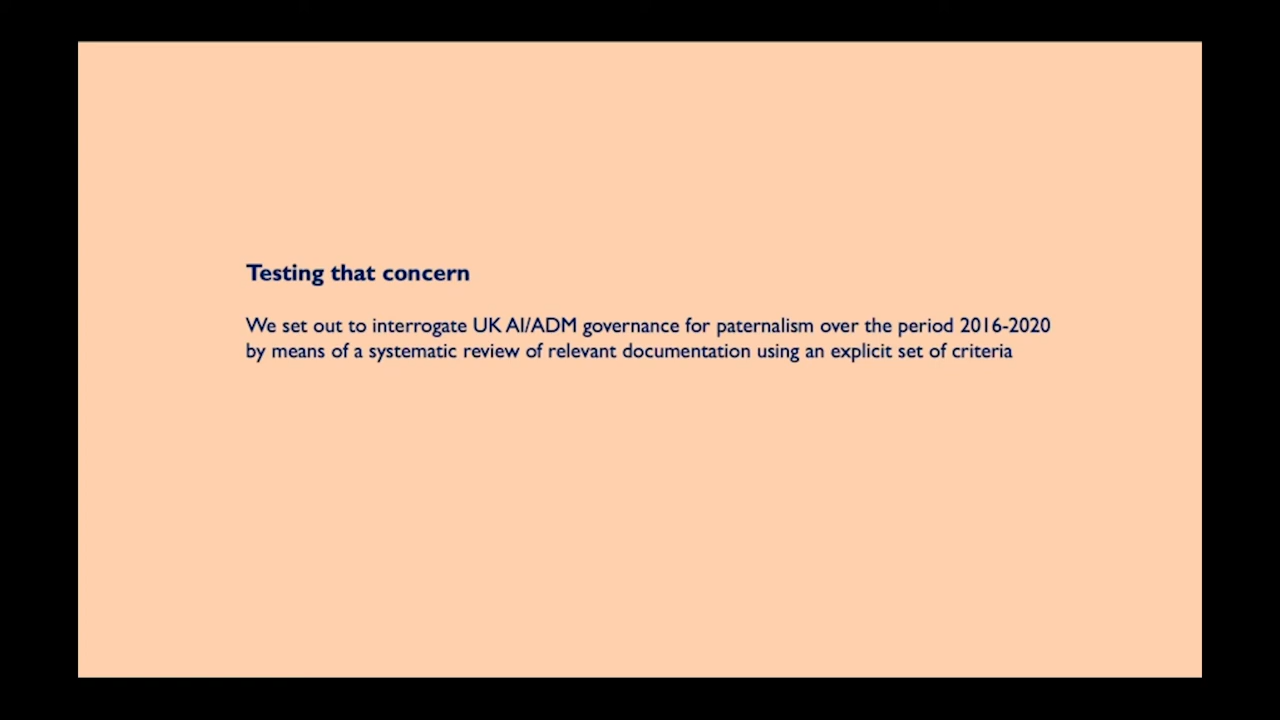 Testing that concern
We set out to interrogate UK AI/ADM governance for paternalism over the period 2016-2020
by means of a systematic review of relevant documentation using an explicit set of criteria